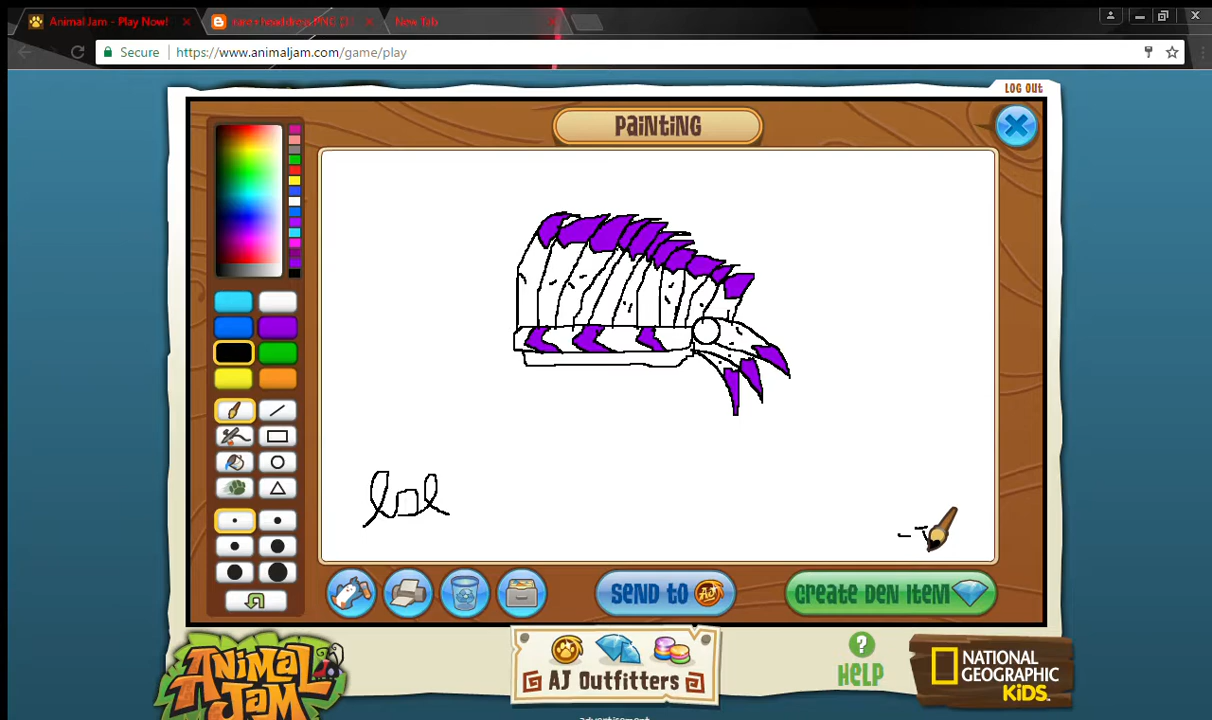 Animal Jam - Play Now!
New Tab
Secure
https://www.animaljam.com/game/play
LOG OUT
PAINTING
lol
SEND TO AJ
CREATE DEN ITEM
ANIMAL JAM
AJ Outfitters
?
HELP
NATIONAL
GEOGRAPHIC
KiDS
advertisement